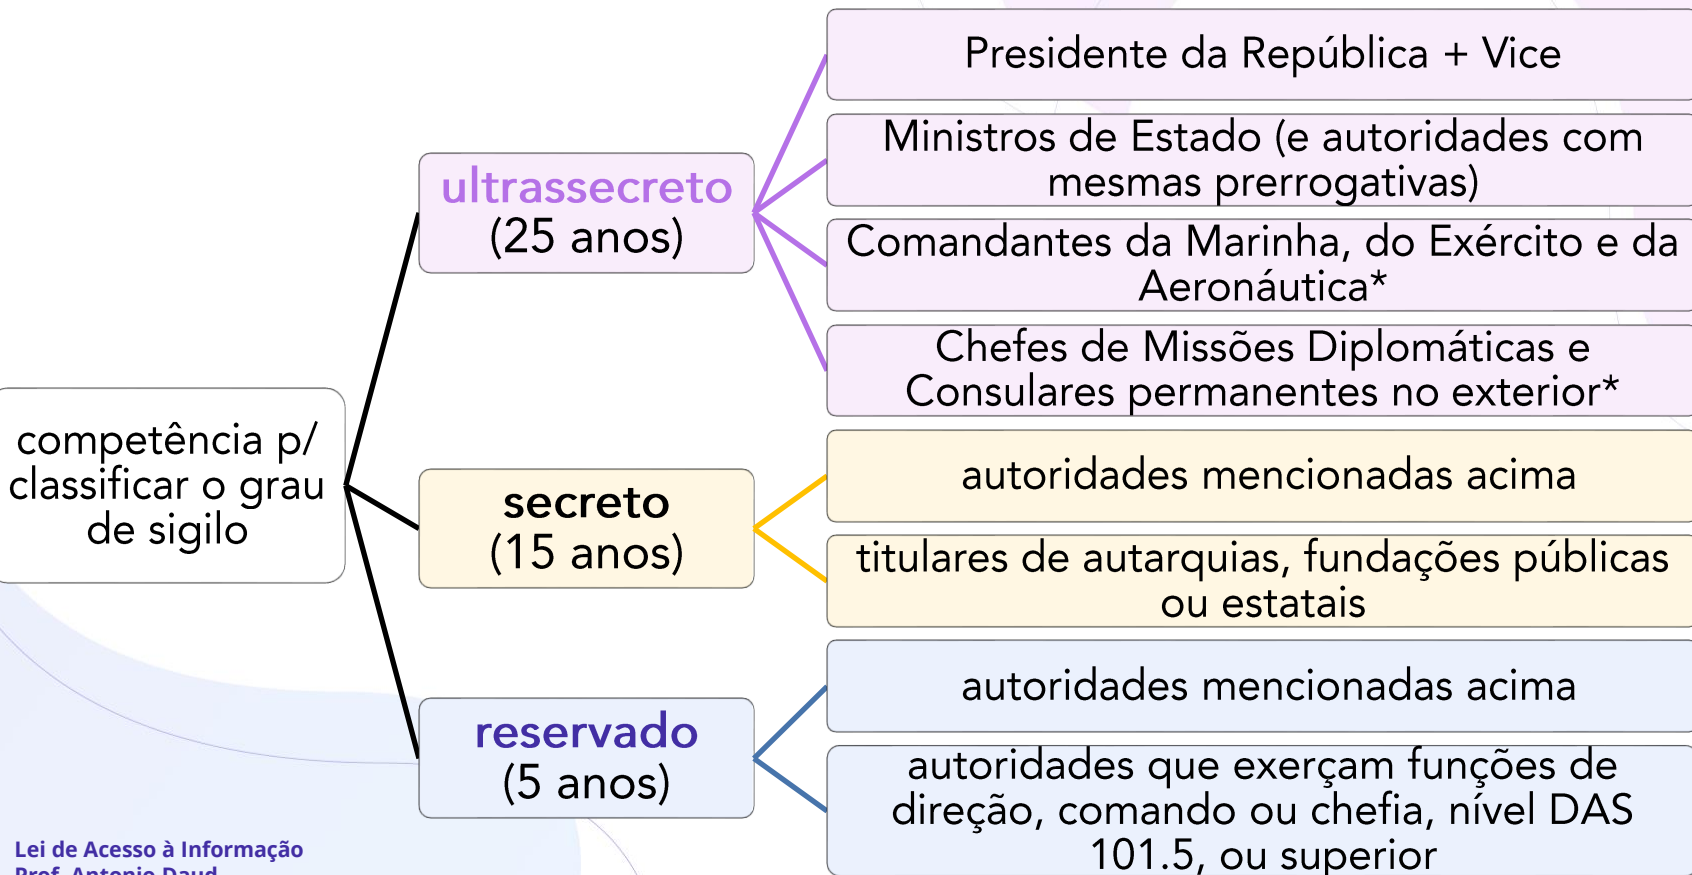 Presidente da República + Vice
Ministros de Estado (e autoridades com
mesmas prerrogativas)
ultrassecreto
(25 anos)
Comandantes da Marinha, do Exército e da
Aeronáutica*
Chefes de Missões Diplomáticas e
Consulares permanentes no exterior*
competência p/
classificar o grau
de sigilo
secreto
(15 anos)
autoridades mencionadas acima
titulares de autarquias, fundações públicas
ou estatais
reservado
(5 anos)
autoridades mencionadas acima
autoridades que exerçam funções de
direção, comando ou chefia, nível DAS
101.5, ou superior
Lei de Acesso à Informação
Prof. Antonio Daud